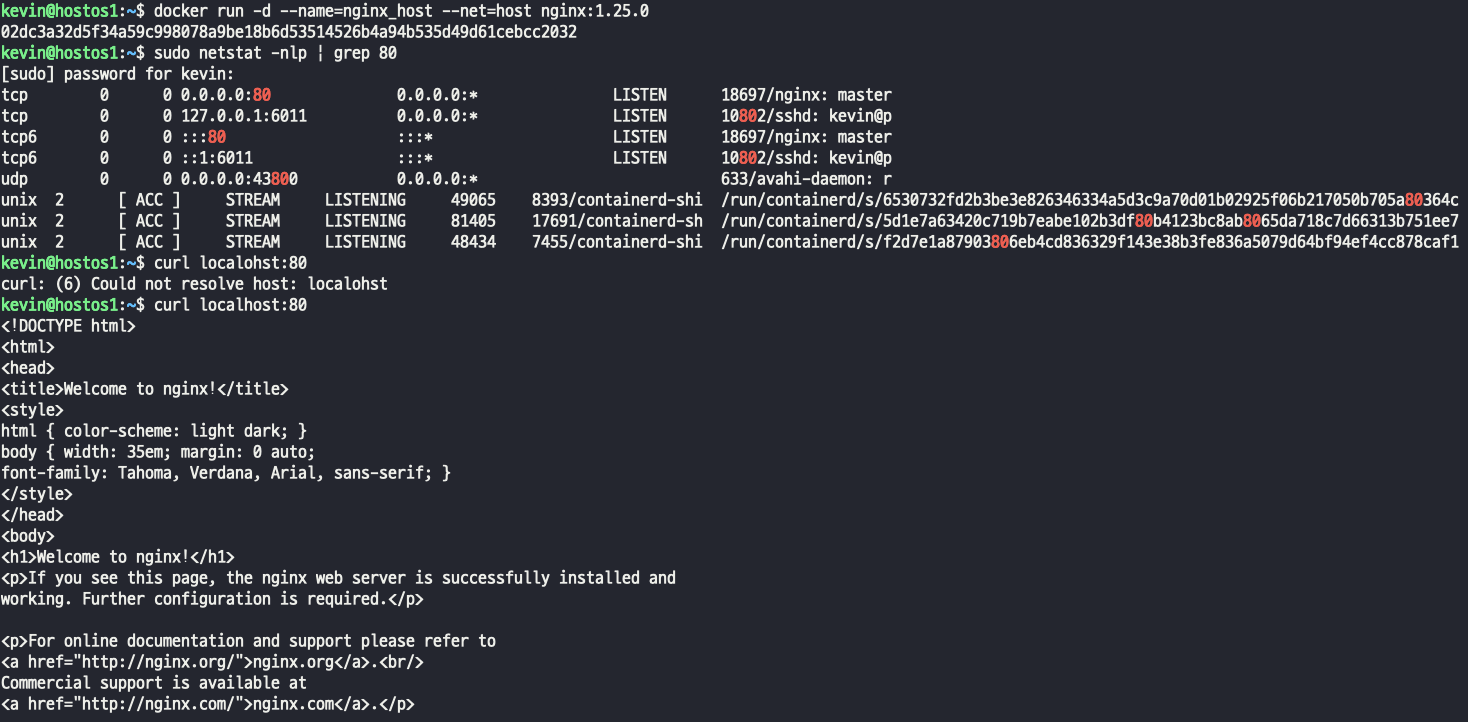 kevin@hostos1:~$ docker run -d --name=nginx_host --net=host nginx:1.25.0
02dc3a32d5f34a59c998078a9be18b6d53514526b4a94b535d49d61cebcc2032
kevin@hostos1:~$ sudo netstat -nlp | grep 80
[sudo] password for kevin:
tcp        0      0 0.0.0.0:80              0.0.0.0:*               LISTEN      18697/nginx: master
tcp        0      0 127.0.0.1:6011          0.0.0.0:*               LISTEN      10802/sshd: kevin@p
tcp6       0      0 :::80                   :::*                    LISTEN      18697/nginx: master
tcp6       0      0 ::1:6011                :::*                    LISTEN      10802/sshd: kevin@p
udp        0      0 0.0.0.0:43800           0.0.0.0:*                           633/avahi-daemon: r
unix  2      [ ACC ]     STREAM     LISTENING     49065    8393/containerd-shi  /run/containerd/s/6530732fd2b3be3e826346334a5d3c9a70d01b02925f06b217050b705a80364c
unix  2      [ ACC ]     STREAM     LISTENING     81405    17691/containerd-sh  /run/containerd/s/5d1e7a63420c719b7eabe102b3df80b4123bc8ab8065da718c7d66313b751ee7
unix  2      [ ACC ]     STREAM     LISTENING     48434    7455/containerd-shi  /run/containerd/s/f2d7e1a87903806eb4cd836329f143e38b3fe836a5079d64bf94ef4cc878caf1
kevin@hostos1:~$ curl localohst:80
curl: (6) Could not resolve host: localohst
kevin@hostos1:~$ curl localhost:80
<!DOCTYPE html>
<html>
<head>
<title>Welcome to nginx!</title>
<style>
html { color-scheme: light dark; }
body { width: 35em; margin: 0 auto;
font-family: Tahoma, Verdana, Arial, sans-serif; }
</style>
</head>
<body>
<h1>Welcome to nginx!</h1>
<p>If you see this page, the nginx web server is successfully installed and
working. Further configuration is required.</p>

<p>For online documentation and support please refer to
<a href="http://nginx.org/">nginx.org</a>.<br/>
Commercial support is available at
<a href="http://nginx.com/">nginx.com</a>.</p>